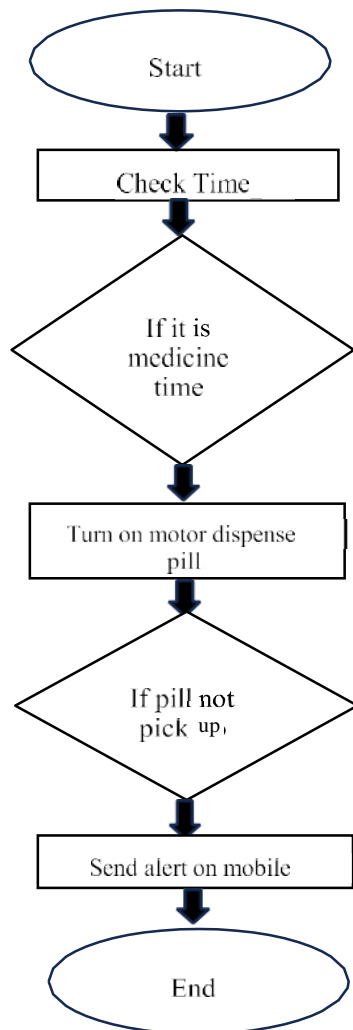 Start
Check Time
If it is
medicine
time
Turn on motor dispense
pill
If pill not
pick up
Send alert on mobile
End